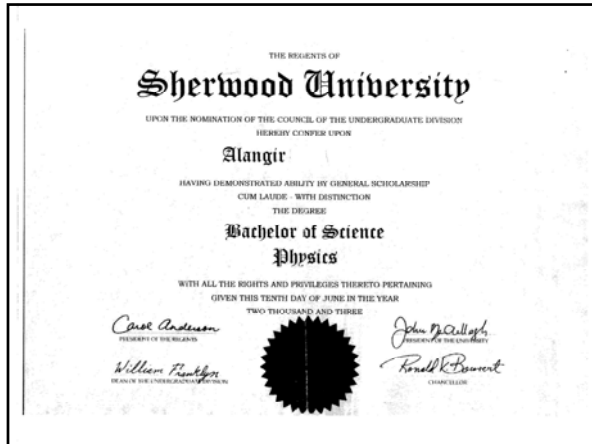 THE REGENTS OF
Sherwood University
UPON THE NOMINATION OF THE COUNCIL OF THE UNDERGRADUATE DIVISION
HEREBY CONFER UPON
Alangir
HAVING DEMONSTRATED ABILITY BY GENERAL SCHOLARSHIP
CUM LAUDE - WITH DISTINCTION
THE DEGREE
Bachelor of Science
Physics
WITH ALL THE RIGHTS AND PRIVILEGES THERETO PERTAINING
GIVEN THIS TENTH DAY OF JUNE IN THE YEAR
TWO THOUSAND AND THREE
Carol Anderson
PRESIDENT OF THE REGENTS
John
PRESIDENT OF THE UNIVERSITY
William Franklyn
DEAN OF THE UNDERGRADUATE DIVISION
Ronald
CHANCELLOR